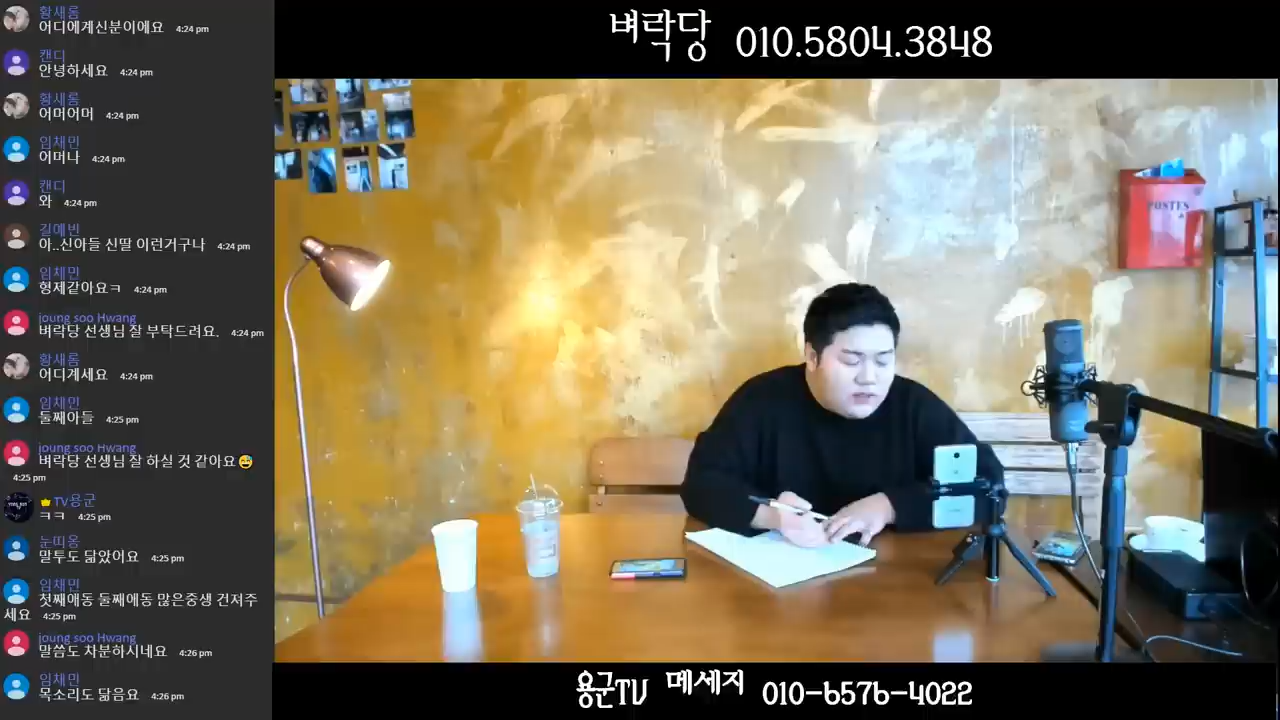 벼락당 010.5804.3848
황새롬
어디에계신분이에요 4:24 pm
캔디
안녕하세요 4:24 pm
황새롬
어머어머 4:24 pm
임채민
어머나 4:24 pm
캔디
와 4:24 pm
길예빈
아..신아들 신딸 이런거구나 4:24 pm
임채민
형제같아요ㅋ 4:24 pm
joung soo Hwang
벼락당 선생님 잘 부탁드려요. 4:24 pm
황새롬
어디계세요 4:24 pm
임채민
둘째아들 4:25 pm
joung soo Hwang
벼락당 선생님 잘 하실 것 같아요😅
4:25 pm
TV용군
ㅋㅋ 4:25 pm
눈띠옹
말투도 닮았어요 4:25 pm
임채민
첫째애동 둘째애동 많은중생 건져주
세요 4:25 pm
joung soo Hwang
말씀도 차분하시네요 4:26 pm
임채민
목소리도 닮음요 4:26 pm
POSTES
용군TV 메세지 010-6576-4022